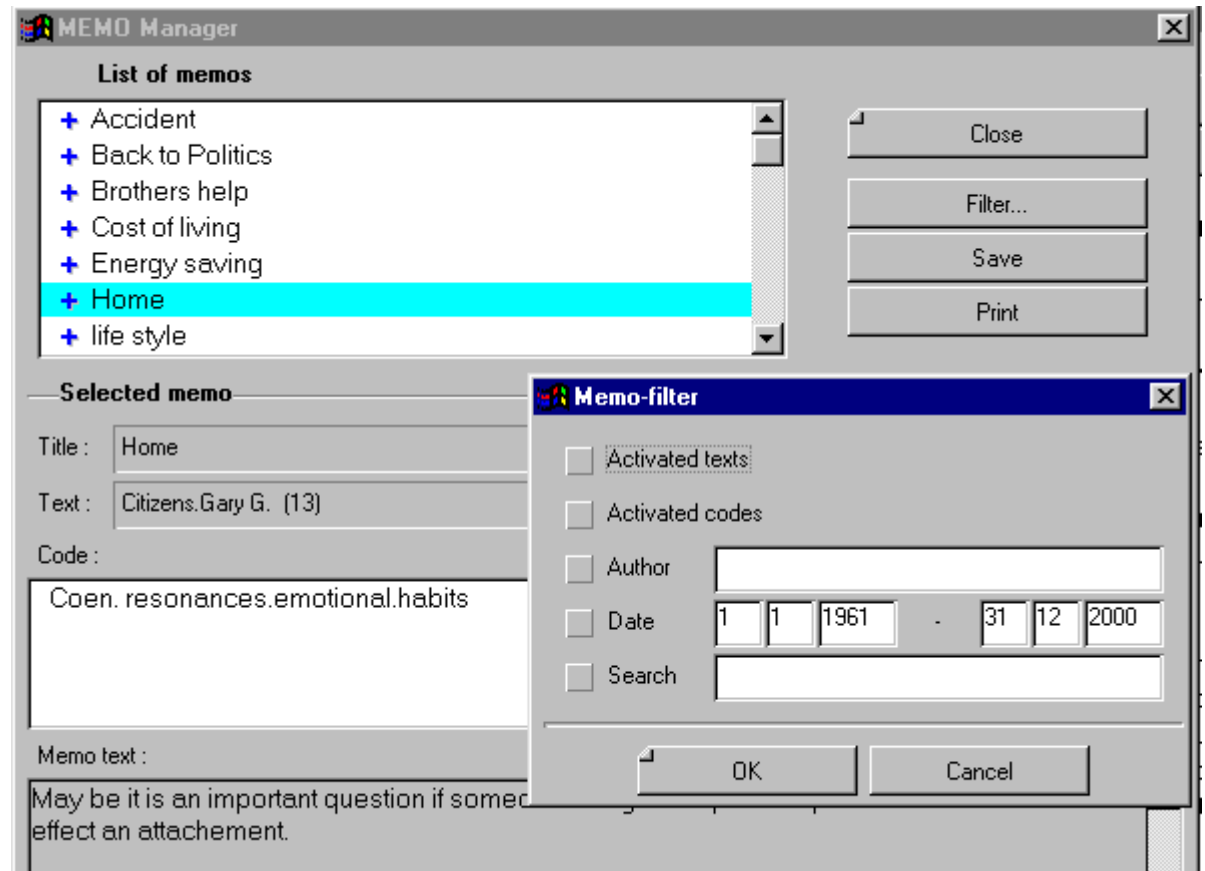 MEMO Manager
List of memos
Accident
Back to Politics
Brothers help
Cost of living
Energy saving
Home
life style
Close
Filter...
Save
Print
Selected memo
Title : Home
Text : Citizens.Gary G. (13)
Code :
Coen. resonances.emotional.habits
Memo text :
May be it is an important question if
effect an attachement.
Memo-filter
Activated texts
Activated codes
Author
Date 1 1 1961 - 31 12 2000
Search
OK Cancel